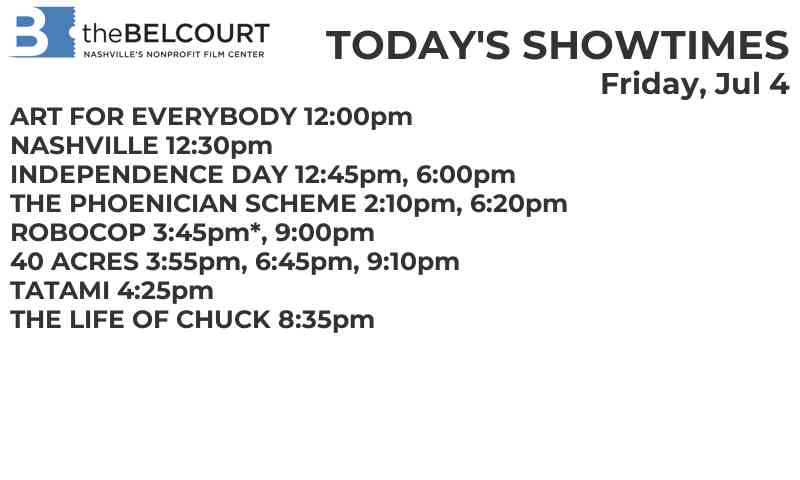 B theBELCOURT
NASHVILLE'S NONPROFIT FILM CENTER
TODAY'S SHOWTIMES
Friday, Jul 4
ART FOR EVERYBODY 12:00pm
NASHVILLE 12:30pm
INDEPENDENCE DAY 12:45pm, 6:00pm
THE PHOENICIAN SCHEME 2:10pm, 6:20pm
ROBOCOP 3:45pm*, 9:00pm
40 ACRES 3:55pm, 6:45pm, 9:10pm
TATAMI 4:25pm
THE LIFE OF CHUCK 8:35pm